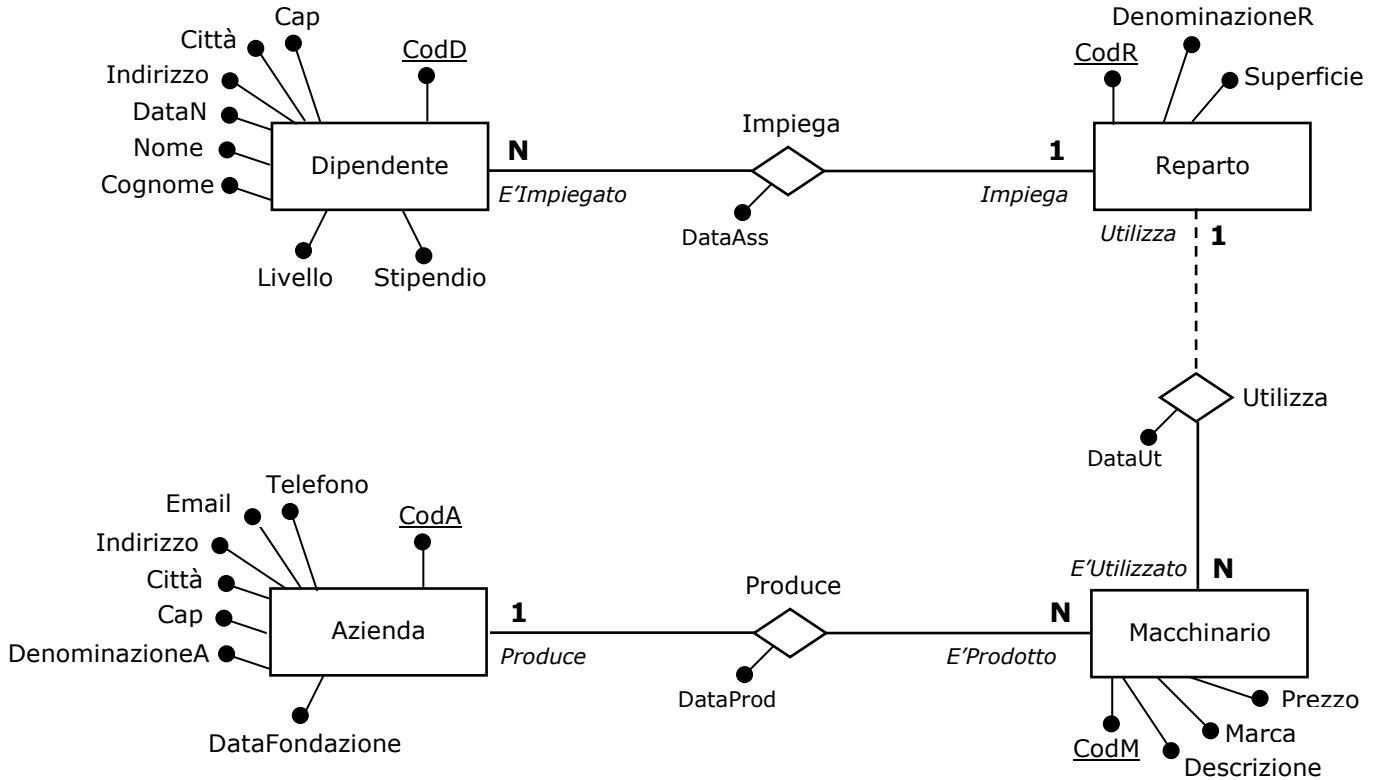 Cap
DenominazioneR
Città
CodD
CodR
Indirizzo
Superficie
DataN
Impiega
Nome
Dipendente
N
1
Reparto
Cognome
E'Impiegato
Impiega
DataAss
Utilizza
1
Livello
Stipendio
Utilizza
DataUt
Telefono
Email
CodA
Indirizzo
Città
E'Utilizzato
N
Produce
Cap
1
N
Azienda
Macchinario
DenominazioneA
Produce
E'Prodotto
DataProd
Prezzo
Marca
DataFondazione
CodM
Descrizione